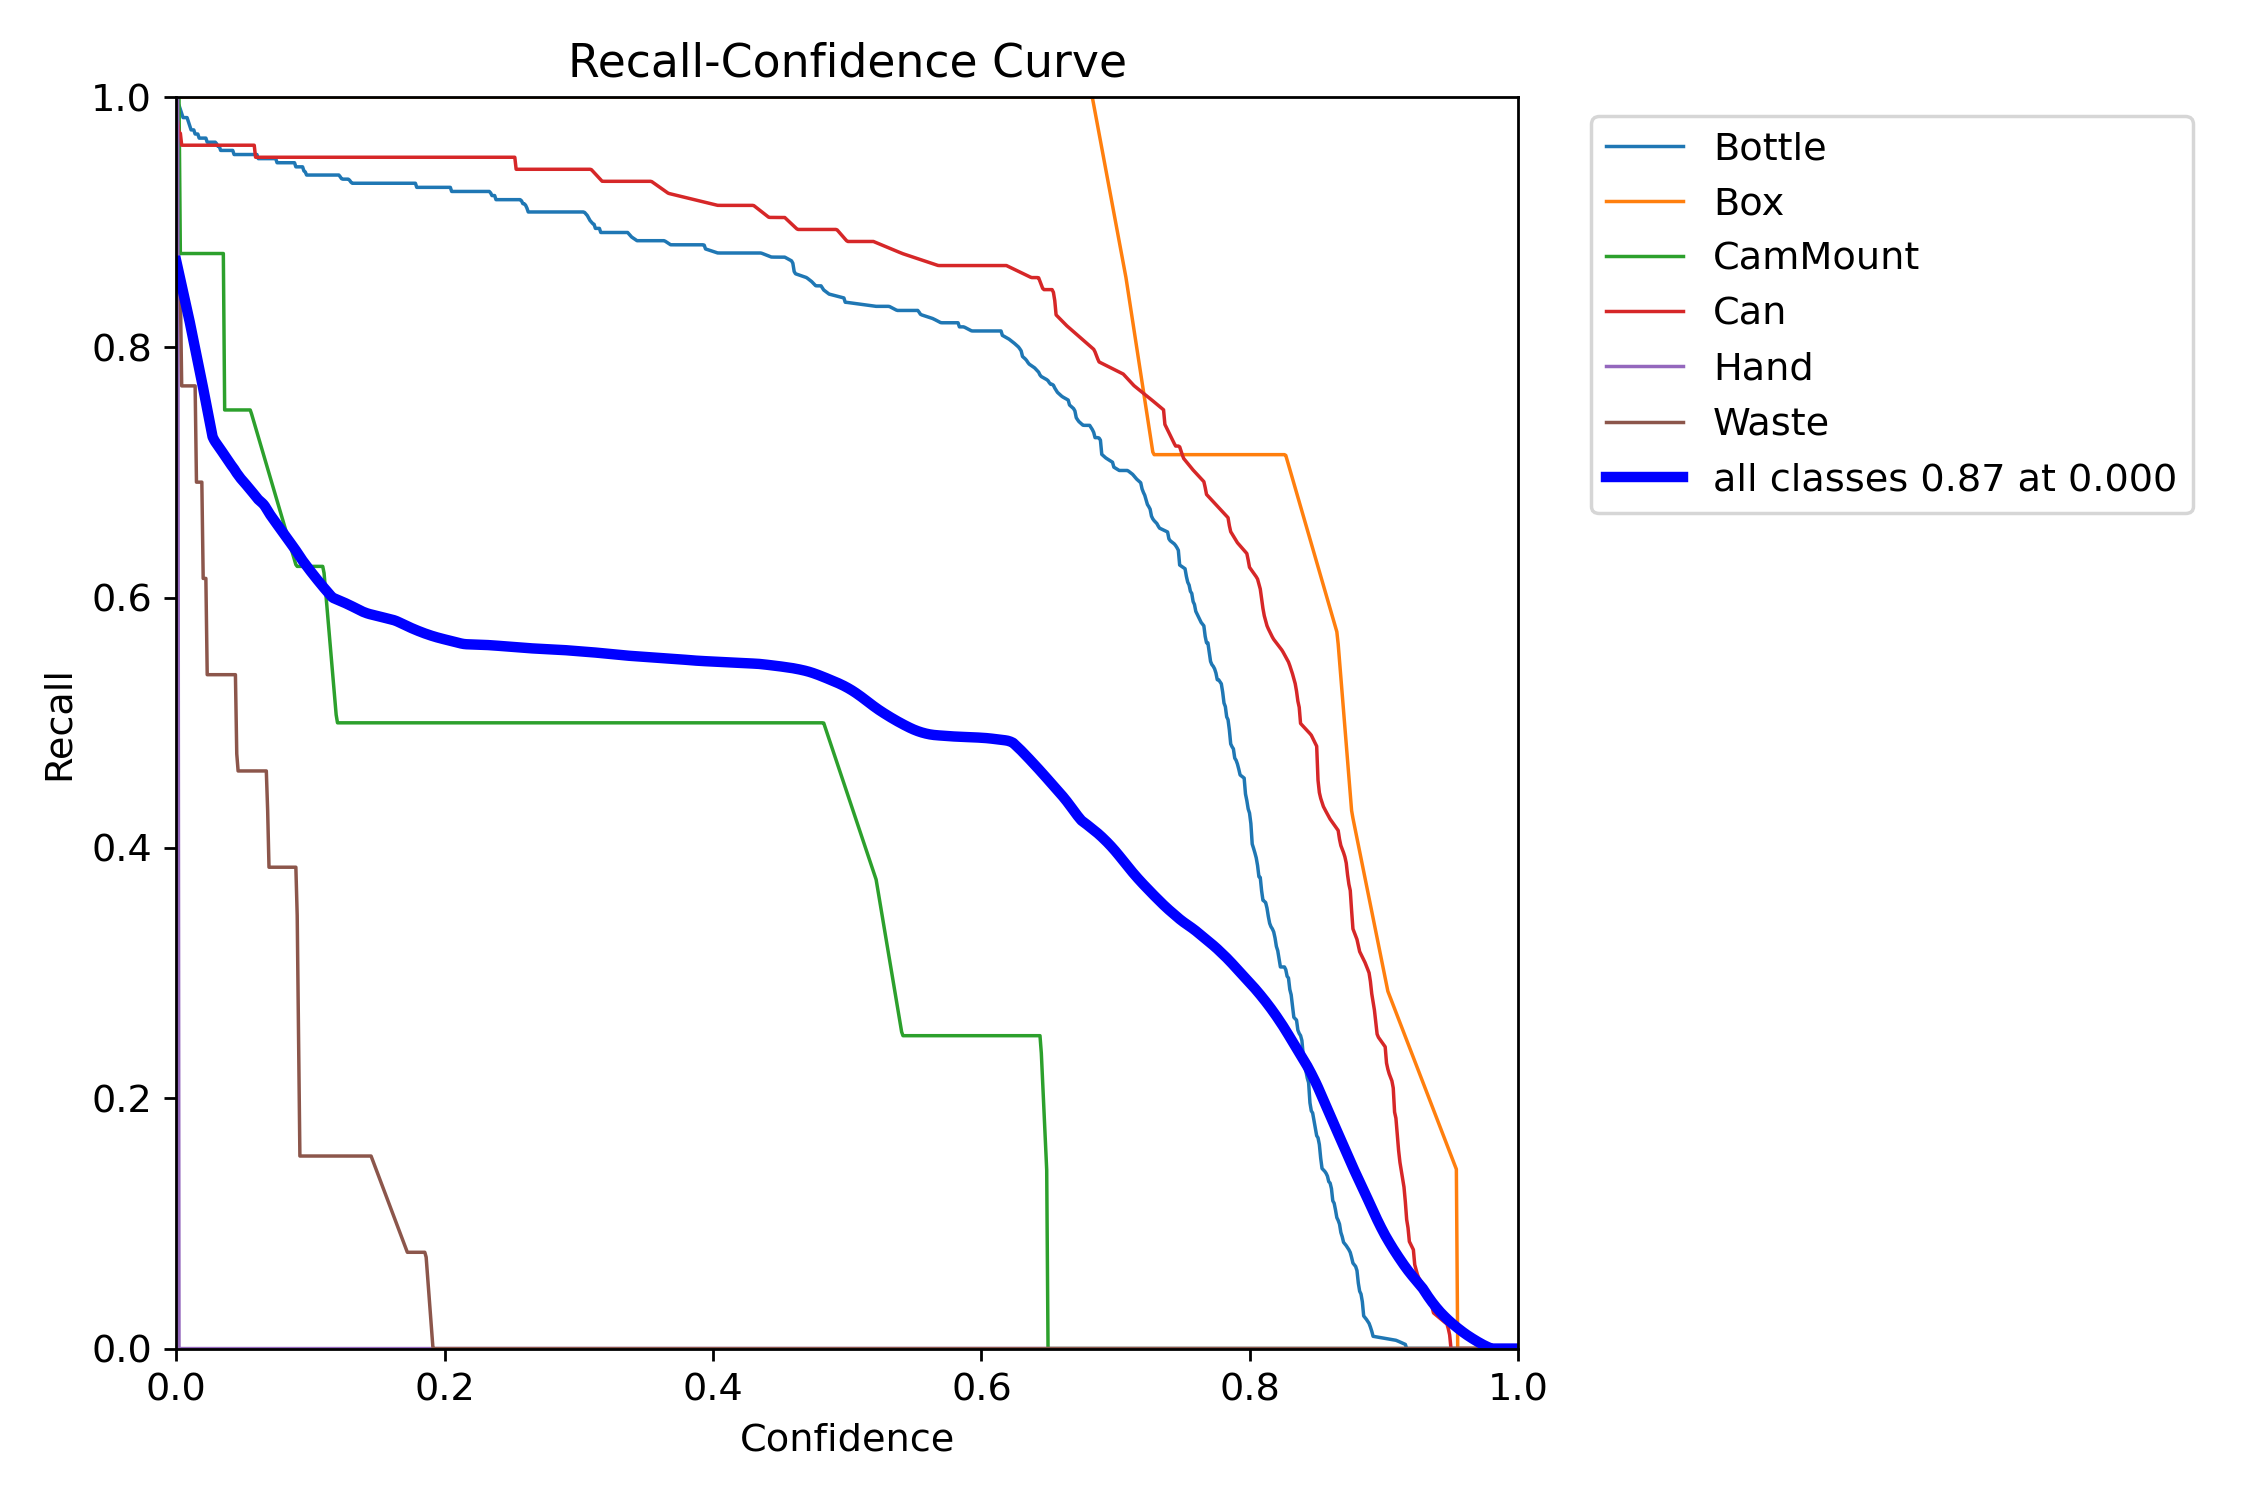 Recall-Confidence Curve
1.0
0.8
0.6
0.4
0.2
0.0
Recall
0.0 0.2 0.4 0.6 0.8 1.0
Confidence
Bottle
Box
CamMount
Can
Hand
Waste
all classes 0.87 at 0.000